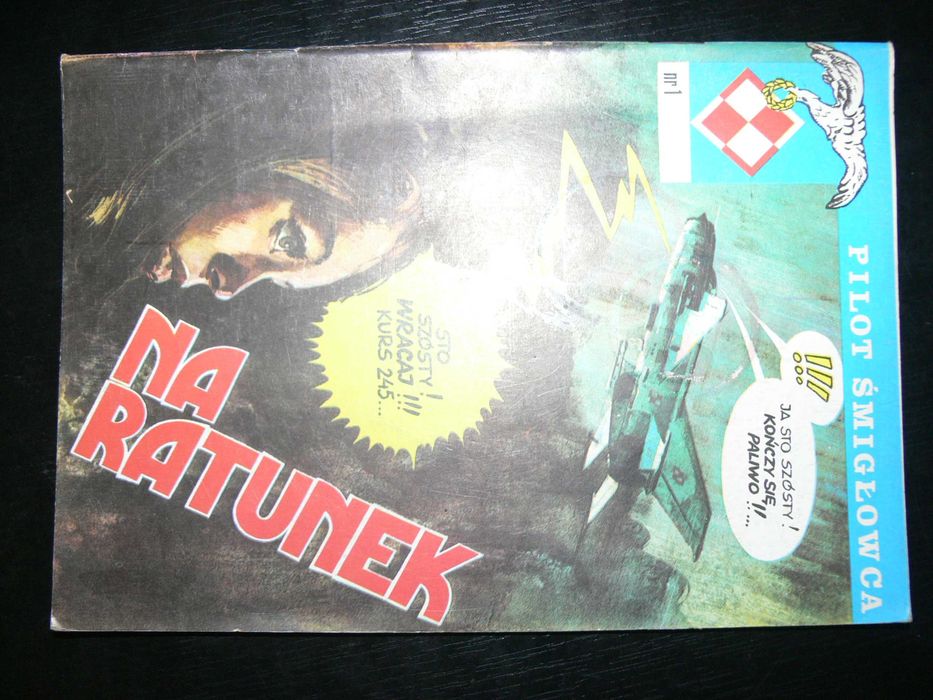 PILOT ŚMIGŁOWCA
nr 1
!!!
...
JA STO SZÓSTY!
KOŃCZY SIĘ
PALIWO!!...
STO
SZÓSTY!
WRACAJ!!!
KURS 245...
NA
RATUNEK